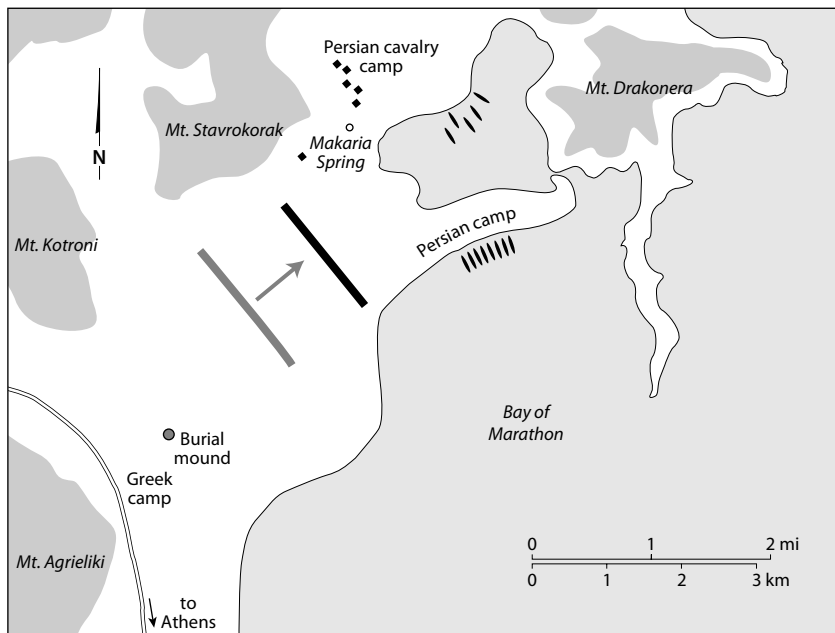 Persian cavalry
camp
Mt. Drakonera
Mt. Stavrokorak
Makaria
Spring
N
Persian camp
Mt. Kotroni
Bay of
Marathon
Burial
mound
Greek
camp
Mt. Agrieliki
to
Athens
0 1 2 mi
0 1 2 3 km